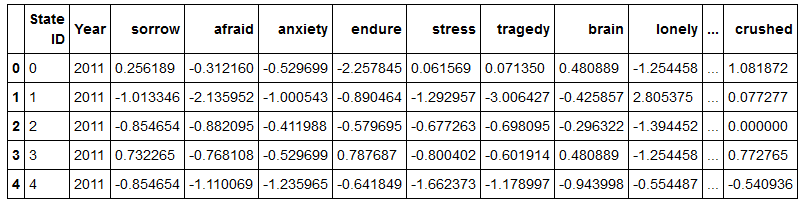 State ID Year sorrow afraid anxiety endure stress tragedy brain lonely ... crushed
0 0 2011 0.256189 -0.312160 -0.529699 -2.257845 0.061569 0.071350 0.480889 -1.254458 ... 1.081872
1 1 2011 -1.013346 -2.135952 -1.000543 -0.890464 -1.292957 -3.006427 -0.425857 2.805375 ... 0.077277
2 2 2011 -0.854654 -0.882095 -0.411988 -0.579695 -0.677263 -0.698095 -0.296322 -1.394452 ... 0.000000
3 3 2011 0.732265 -0.768108 -0.529699 0.787687 -0.800402 -0.601914 0.480889 -1.254458 ... 0.772765
4 4 2011 -0.854654 -1.110069 -1.235965 -0.641849 -1.662373 -1.178997 -0.943998 -0.554487 ... -0.540936